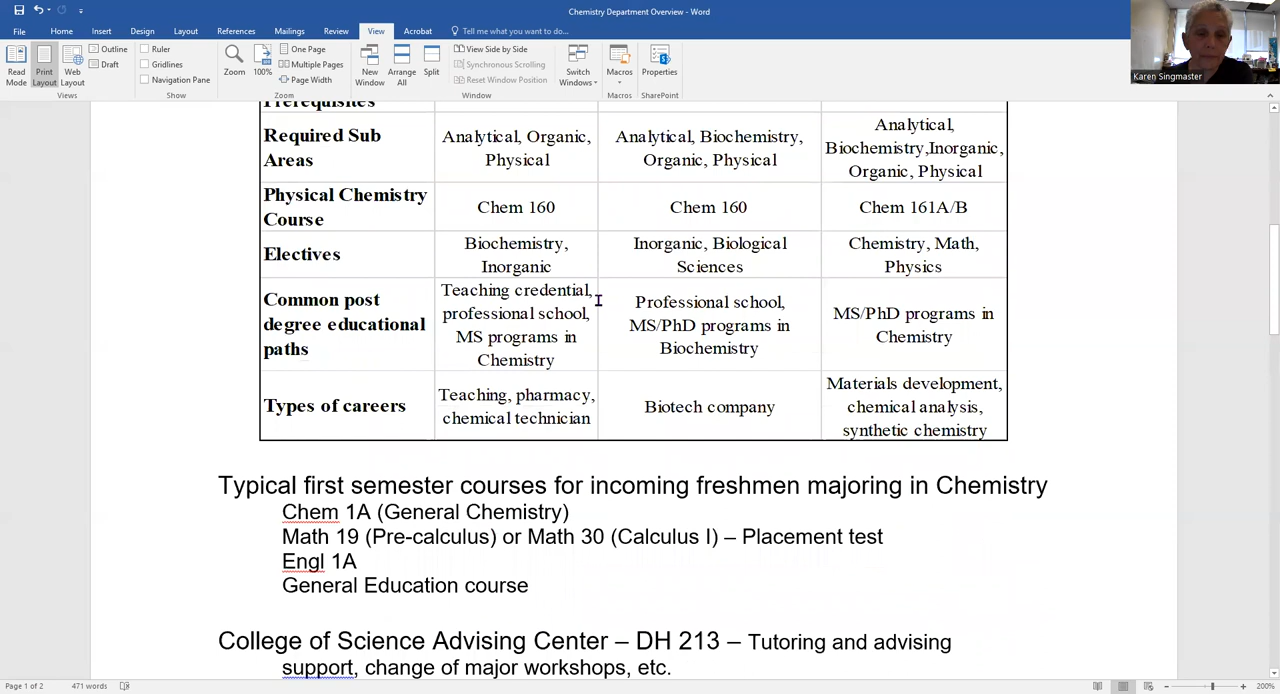 Chemistry Department Overview - Word
File Home Insert Design Layout References Mailings Review View Acrobat Tell me what you want to do...
Read Mode
Print Layout
Web Layout
Outline
Draft
Views
Ruler
Gridlines
Navigation Pane
Show
Zoom
100%
One Page
Multiple Pages
Page Width
Zoom
New Window
Arrange All
Split
View Side by Side
Synchronous Scrolling
Reset Window Position
Window
Switch Windows
Macros
Macros
Properties
SharePoint
Karen Singmaster
Prerequisites
Required Sub Areas
Analytical, Organic, Physical
Analytical, Biochemistry, Organic, Physical
Analytical, Biochemistry,Inorganic, Organic, Physical
Physical Chemistry Course
Chem 160
Chem 160
Chem 161A/B
Electives
Biochemistry, Inorganic
Inorganic, Biological Sciences
Chemistry, Math, Physics
Common post degree educational paths
Teaching credential, professional school, MS programs in Chemistry
Professional school, MS/PhD programs in Biochemistry
MS/PhD programs in Chemistry
Types of careers
Teaching, pharmacy, chemical technician
Biotech company
Materials development, chemical analysis, synthetic chemistry
Typical first semester courses for incoming freshmen majoring in Chemistry
Chem 1A (General Chemistry)
Math 19 (Pre-calculus) or Math 30 (Calculus I) – Placement test
Engl 1A
General Education course
College of Science Advising Center – DH 213 – Tutoring and advising
support, change of major workshops, etc.
Page 1 of 2 471 words 200%